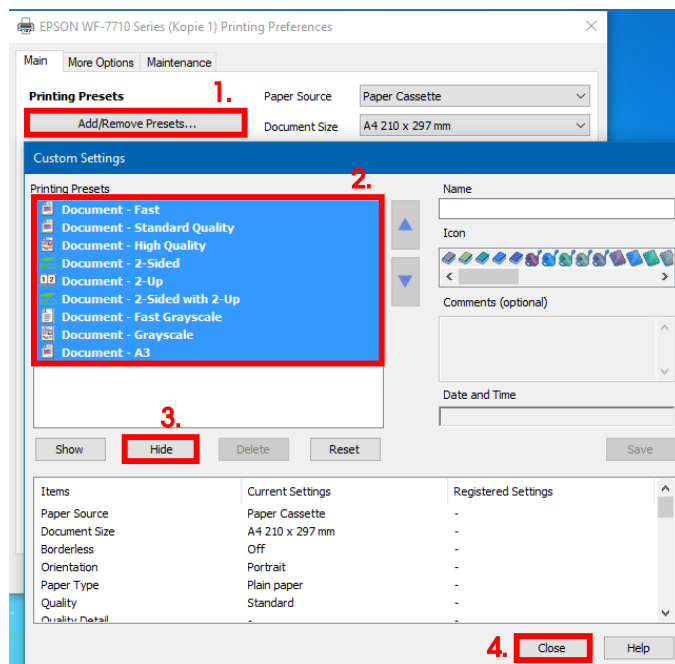 EPSON WF-7710 Series (Kopie 1) Printing Preferences
Main More Options Maintenance
Printing Presets 1. Paper Source Paper Cassette
Add/Remove Presets... Document Size A4 210 x 297 mm
Custom Settings
Printing Presets 2. Name
Document - Fast
Document - Standard Quality
Icon
Document - High Quality
Document - 2-Sided
12 Document - 2-Up
Document - 2-Sided with 2-Up
Comments (optional)
Document - Fast Grayscale
Document - Grayscale
Document - A3
Date and Time
3.
Show Hide Delete Reset Save
Items Current Settings Registered Settings
Paper Source Paper Cassette -
Document Size A4 210 x 297 mm -
Borderless Off -
Orientation Portrait -
Paper Type Plain paper -
Quality Standard -
Quality Detail - -
4. Close Help